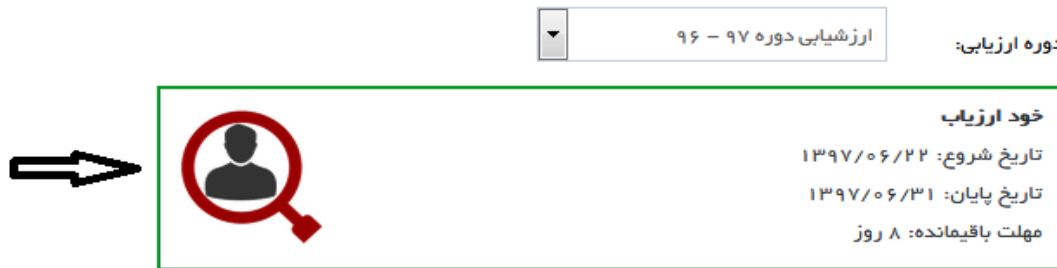 دوره ارزیابی:
ارزشیابی دوره ۹۷ – ۹۶
خود ارزیاب
تاریخ شروع: ۱۳۹۷/۰۶/۲۲
تاریخ پایان: ۱۳۹۷/۰۶/۳۱
مهلت باقیمانده: ۸ روز